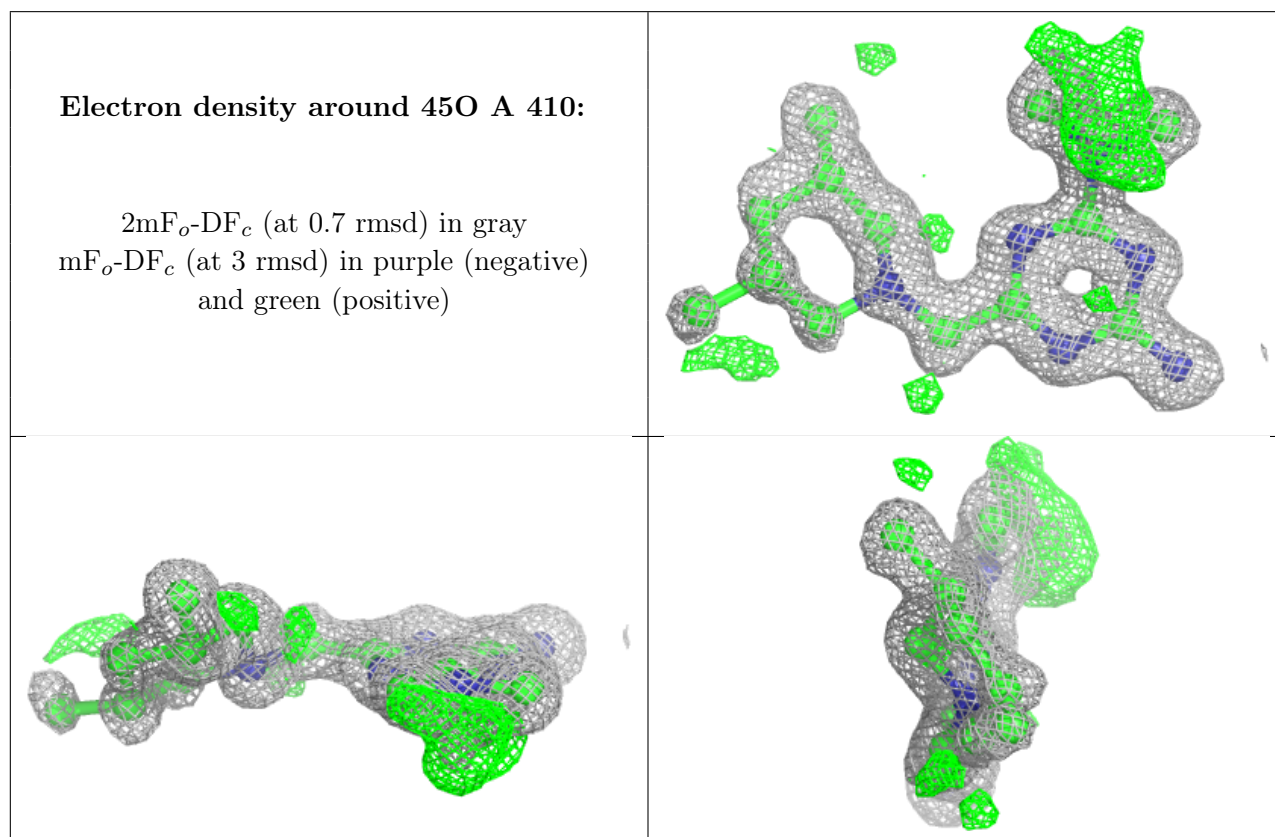 Electron density around 45O A 410:
2mFo-DFc (at 0.7 rmsd) in gray
mFo-DFc (at 3 rmsd) in purple (negative)
and green (positive)